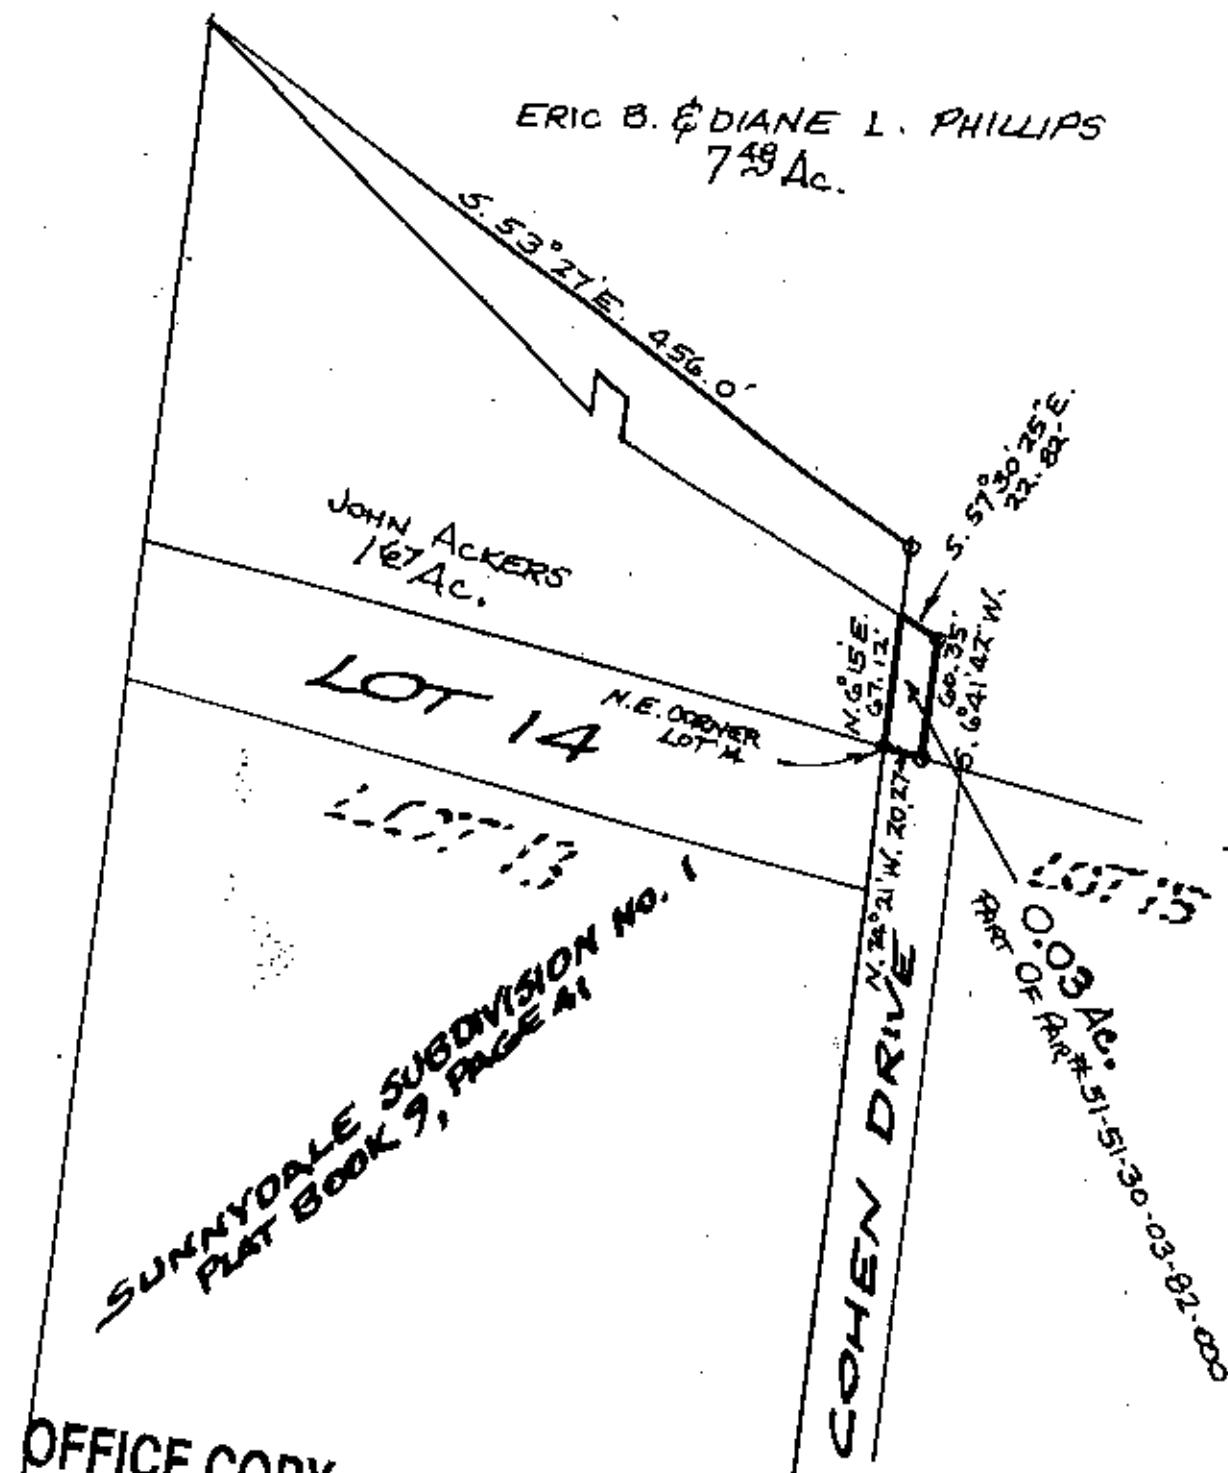 ERIC B. & DIANE L. PHILLIPS
7 48 Ac.
S. 53° 27' E. 456.0'
S. 57° 30' 25" E.
22.82'
JOHN ACKERS
1 67 Ac.
N. 6° 15' E.
67.12'
60.35'
S. 6° 41' 42" W.
LOT 14
N.E. CORNER
LOT 14
N. 74° 21' W. 20.27'
LOT 13
LOT 15
0.03 Ac.
PART OF PAR # 51-51-30-03-82-000
SUNNYDALE SUBDIVISION NO. 1
PLAT BOOK 9, PAGE 41
COHEN DRIVE
OFFICE COPY